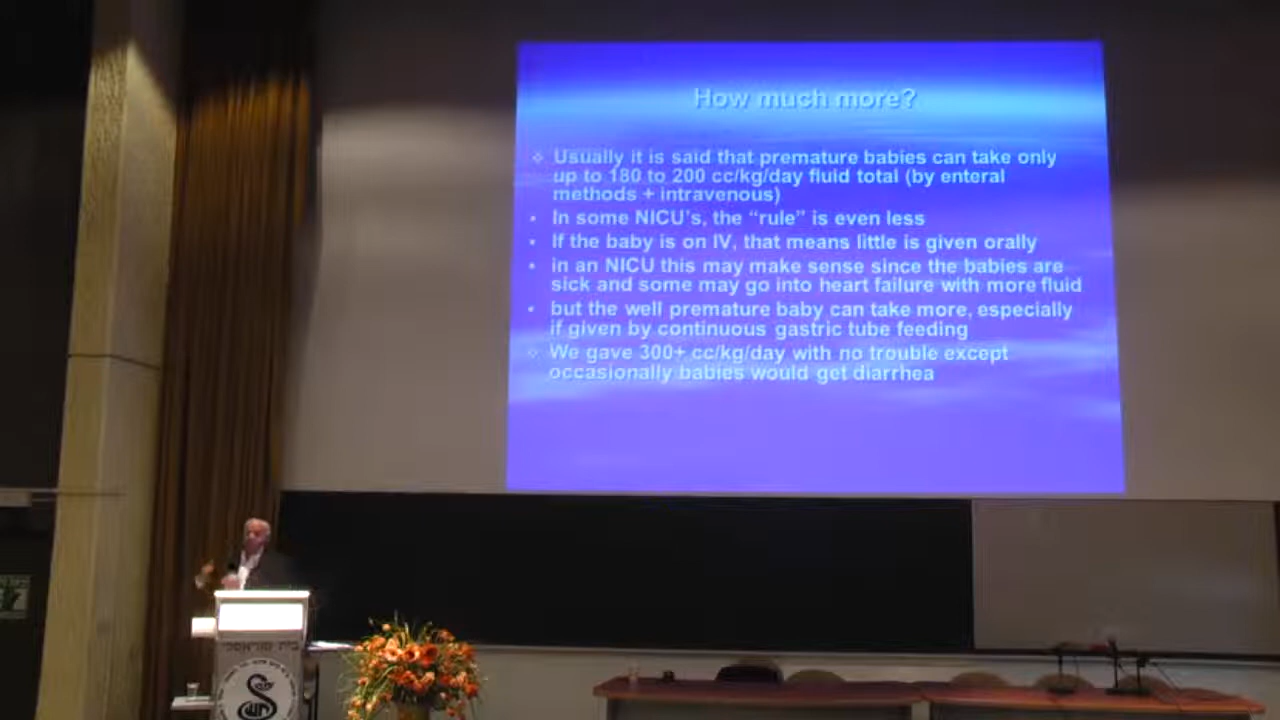 How much more?
Usually it is said that premature babies can take only
up to 180 to 200 cc/kg/day fluid total (by enteral
methods + intravenous)
In some NICU's, the “rule” is even less
If the baby is on IV, that means little is given orally
in an NICU this may make sense since the babies are
sick and some may go into heart failure with more fluid
but the well premature baby can take more, especially
if given by continuous gastric tube feeding
We gave 300+ cc/kg/day with no trouble except
occasionally babies would get diarrhea